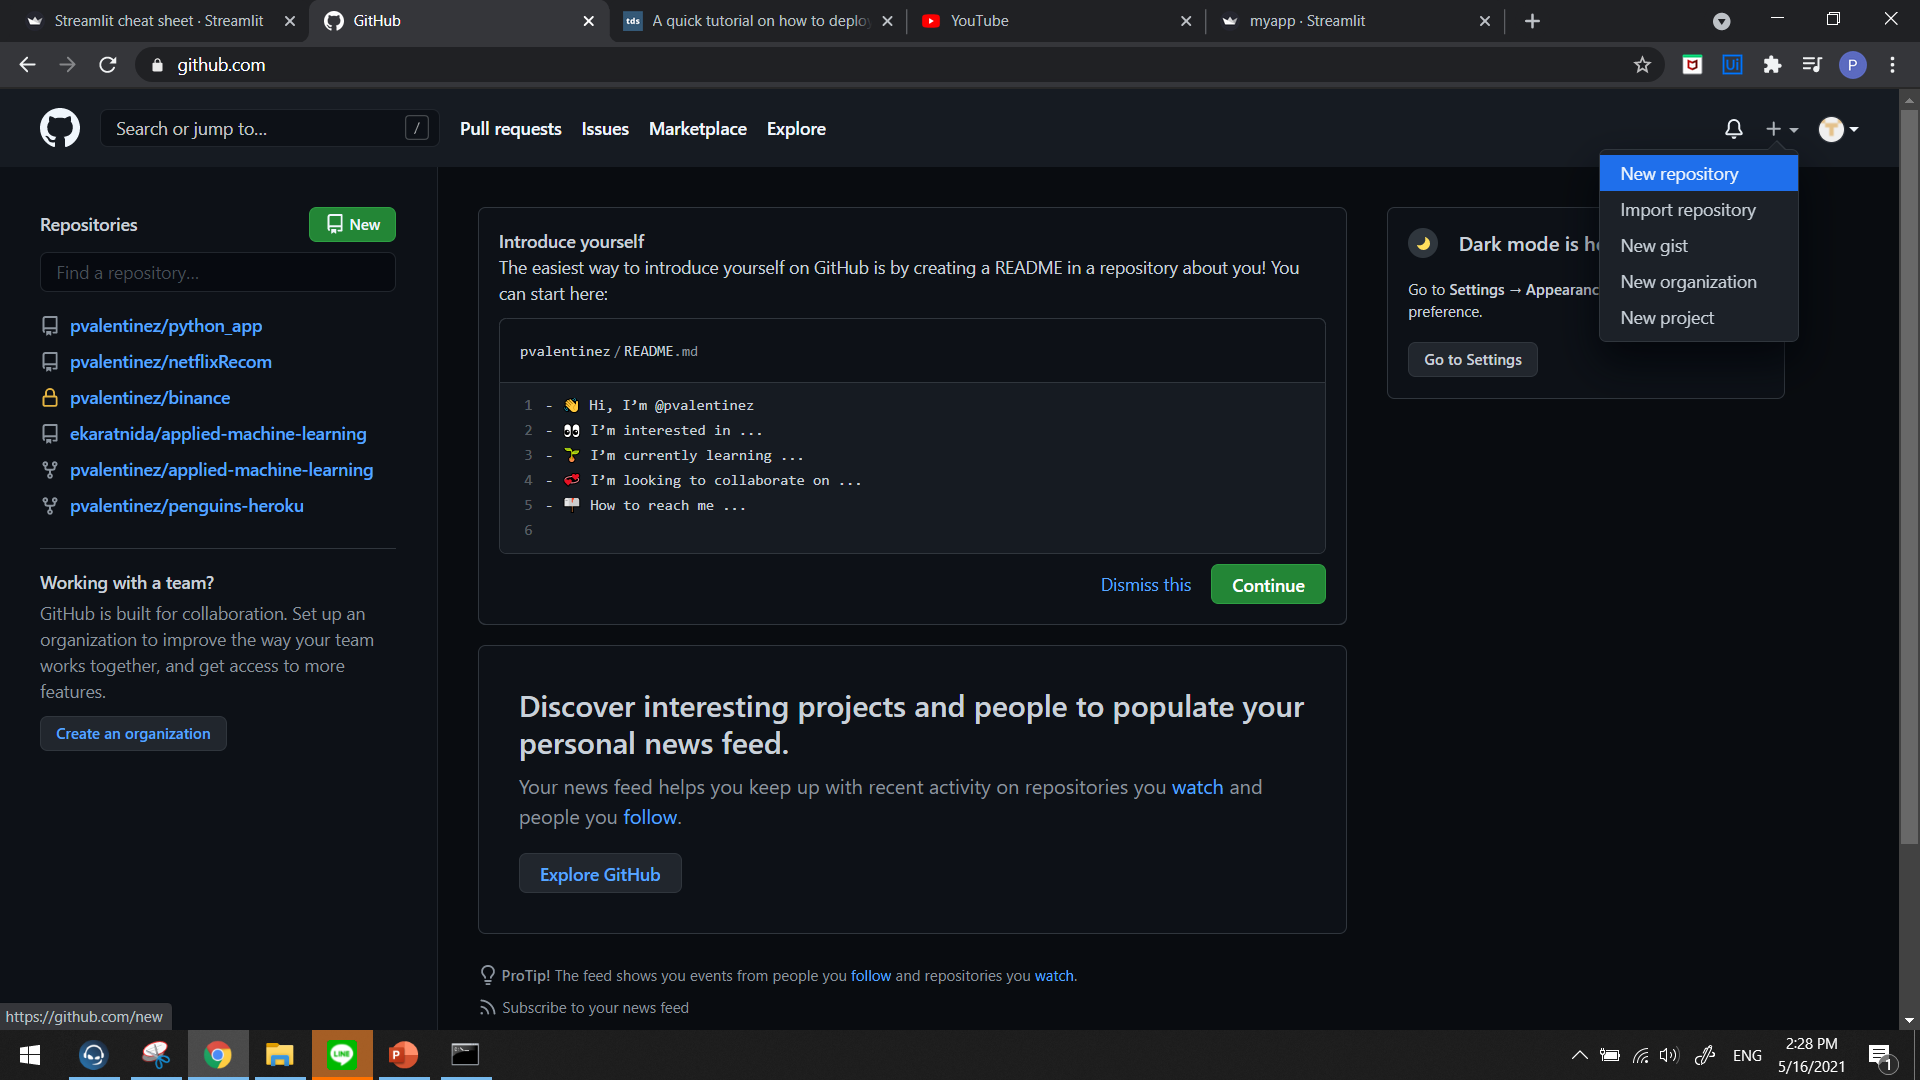 Streamlit cheat sheet · Streamlit
GitHub
tds
A quick tutorial on how to deploy
YouTube
myapp · Streamlit
github.com
Ui
P
Search or jump to...
/
Pull requests
Issues
Marketplace
Explore
New repository
Import repository
New gist
New organization
New project
Repositories
New
Find a repository...
pvalentinez/python_app
pvalentinez/netflixRecom
pvalentinez/binance
ekaratnida/applied-machine-learning
pvalentinez/applied-machine-learning
pvalentinez/penguins-heroku
Working with a team?
GitHub is built for collaboration. Set up an
organization to improve the way your team
works together, and get access to more
features.
Create an organization
Introduce yourself
The easiest way to introduce yourself on GitHub is by creating a README in a repository about you! You
can start here:
pvalentinez / README.md
1 - 👋 Hi, I’m @pvalentinez
2 - 👀 I’m interested in ...
3 - 🌱 I’m currently learning ...
4 - 💞️ I’m looking to collaborate on ...
5 - 📫 How to reach me ...
6
Dismiss this
Continue
Discover interesting projects and people to populate your
personal news feed.
Your news feed helps you keep up with recent activity on repositories you watch and
people you follow.
Explore GitHub
ProTip! The feed shows you events from people you follow and repositories you watch.
Subscribe to your news feed
Dark mode is h
Go to Settings → Appearanc
preference.
Go to Settings
https://github.com/new
LINE
P
ENG
2:28 PM
5/16/2021
1